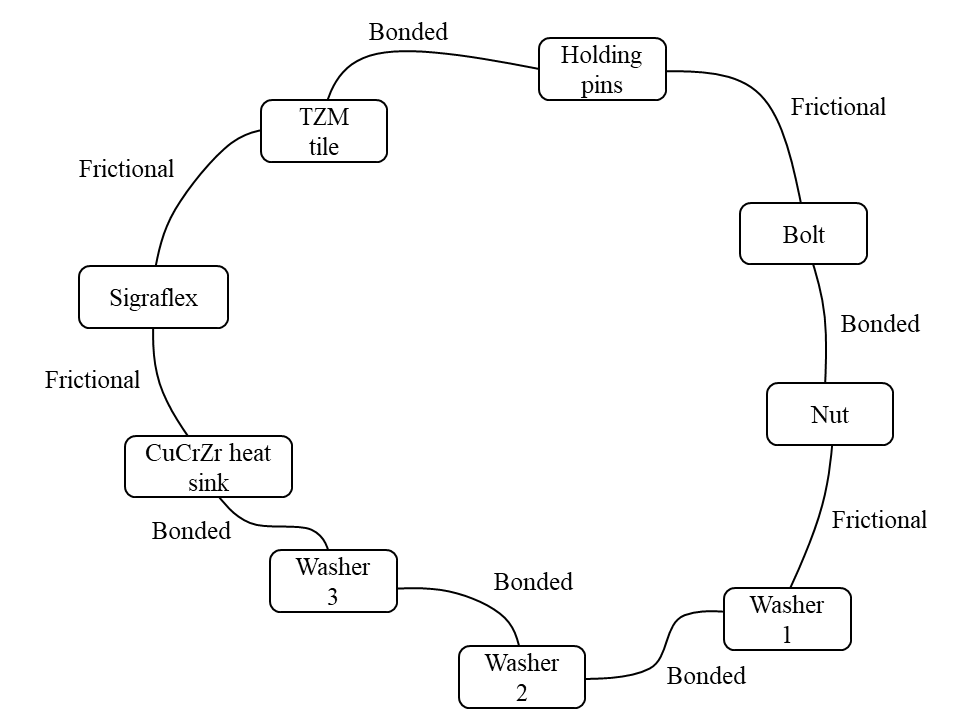 Bonded
Holding
pins
TZM
tile
Frictional
Frictional
Bolt
Sigraflex
Bonded
Frictional
Nut
CuCrZr heat
sink
Frictional
Bonded
Washer
3
Bonded
Washer
1
Washer
2
Bonded